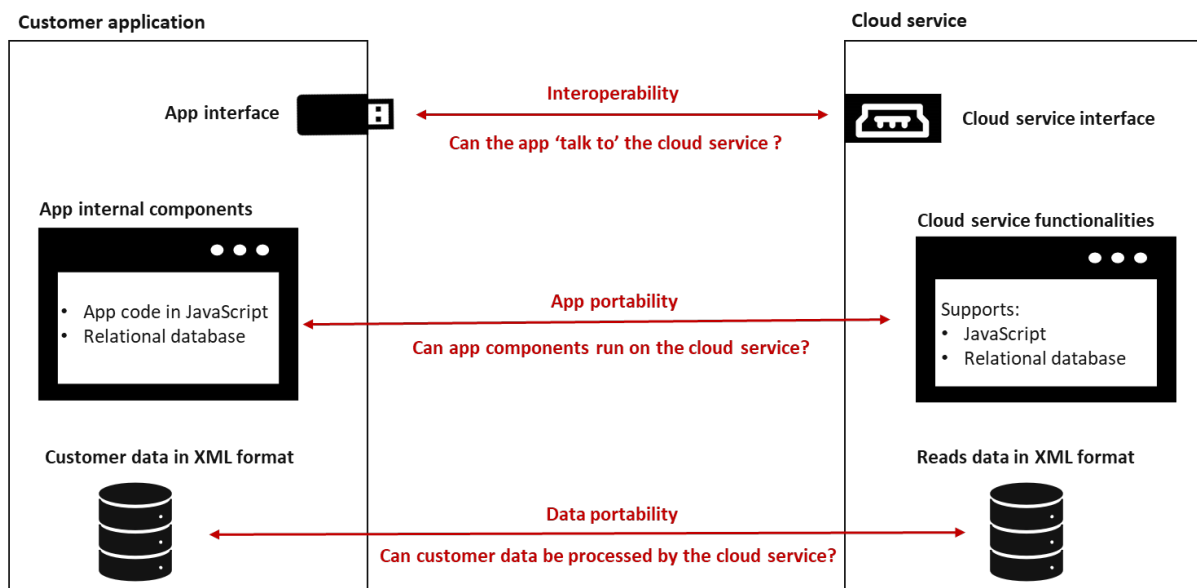 Customer application
Cloud service
App interface
Interoperability
Can the app ‘talk to’ the cloud service ?
Cloud service interface
App internal components
• App code in JavaScript
• Relational database
App portability
Can app components run on the cloud service?
Cloud service functionalities
Supports:
• JavaScript
• Relational database
Customer data in XML format
Data portability
Can customer data be processed by the cloud service?
Reads data in XML format